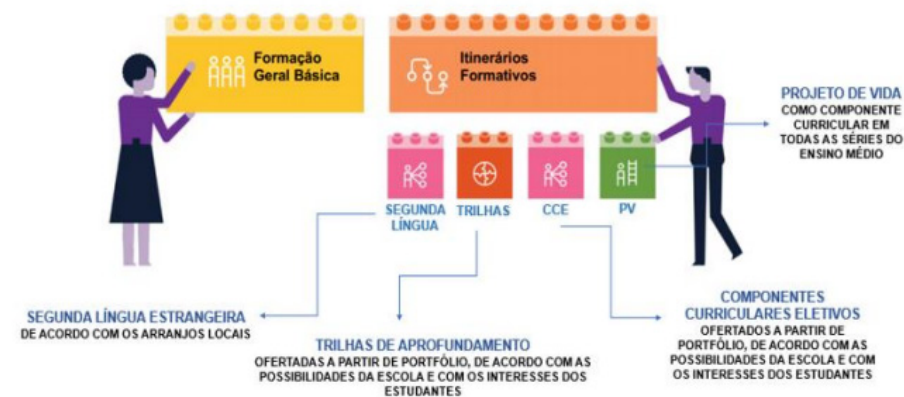 Formação
Geral Básica
Itinerários
Formativos
PROJETO DE VIDA
COMO COMPONENTE
CURRICULAR EM
TODAS AS SÉRIES DO
ENSINO MÉDIO
SEGUNDA
LÍNGUA
TRILHAS
CCE
PV
SEGUNDA LÍNGUA ESTRANGEIRA
DE ACORDO COM OS ARRANJOS LOCAIS
TRILHAS DE APROFUNDAMENTO
OFERTADAS A PARTIR DE PORTFÓLIO, DE ACORDO COM AS
POSSIBILIDADES DA ESCOLA E COM OS INTERESSES DOS
ESTUDANTES
COMPONENTES
CURRICULARES ELETIVOS
OFERTADOS A PARTIR DE
PORTFÓLIO, DE ACORDO COM AS
POSSIBILIDADES DA ESCOLA E COM
OS INTERESSES DOS ESTUDANTES